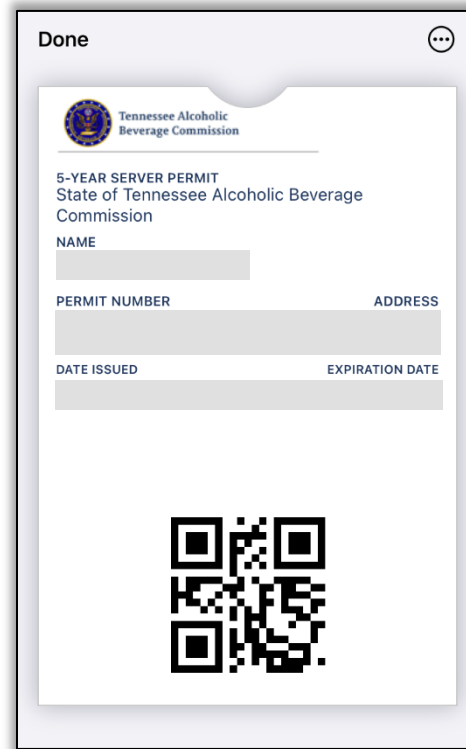 Done
Tennessee Alcoholic
Beverage Commission
5-YEAR SERVER PERMIT
State of Tennessee Alcoholic Beverage
Commission
NAME
PERMIT NUMBER ADDRESS
DATE ISSUED EXPIRATION DATE